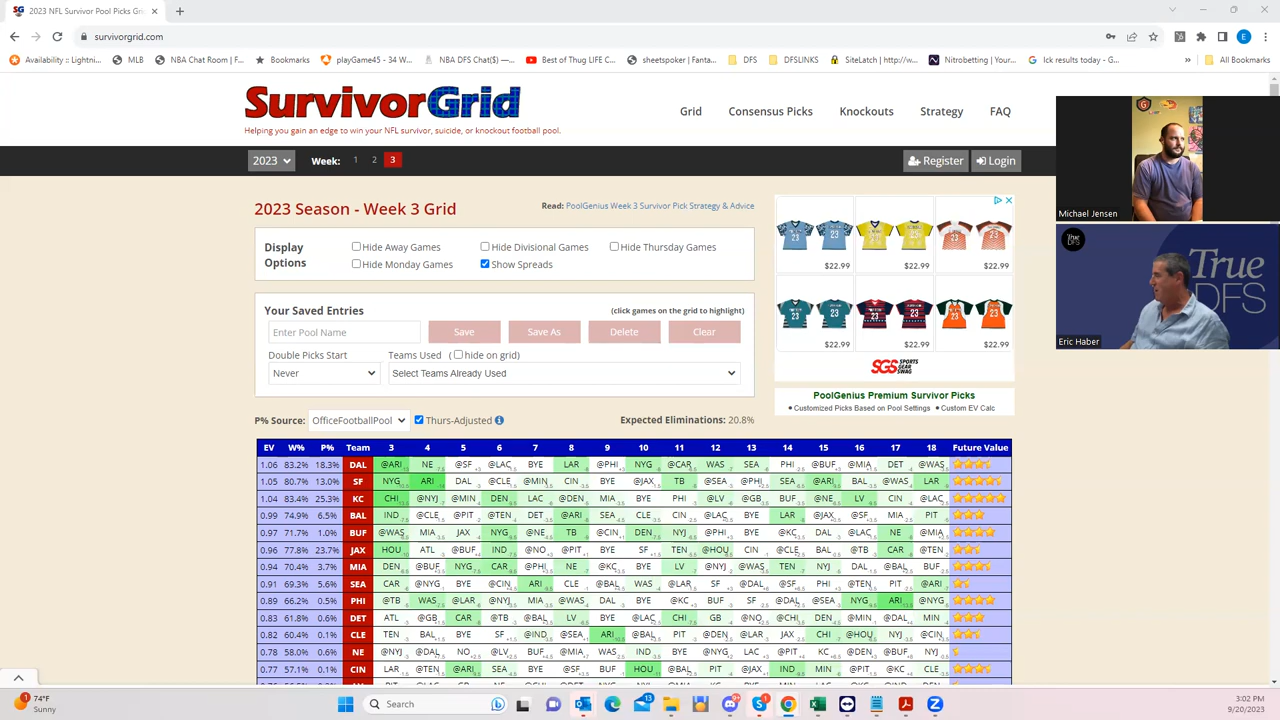 2023 NFL Survivor Pool Picks Gri
survivorgrid.com
Availability :: Lightni...
MLB
NBA Chat Room | F...
Bookmarks
playGame45 - 34 W...
NBA DFS Chat($) —...
Best of Thug LIFE C...
sheetspoker | Fanta...
DFS
DFSLINKS
SiteLatch | http://w...
Nitrobetting | Your...
Ick results today - G...
»
All Bookmarks
SurvivorGrid
Helping you gain an edge to win your NFL survivor, suicide, or knockout football pool.
Grid Consensus Picks Knockouts Strategy FAQ
2023 Week: 1 2 3 Register Login
2023 Season - Week 3 Grid
Read: PoolGenius Week 3 Survivor Pick Strategy & Advice
Display Options
Hide Away Games Hide Divisional Games Hide Thursday Games
Hide Monday Games Show Spreads
Your Saved Entries (click games on the grid to highlight)
Enter Pool Name Save Save As Delete Clear
Double Picks Start Teams Used ( hide on grid)
Never Select Teams Already Used
P% Source: OfficeFootballPool Thurs-Adjusted Expected Eliminations: 20.8%
$22.99 $22.99 $22.99
$22.99 $22.99 $22.99
SGS SPORTS GEAR SWAG
PoolGenius Premium Survivor Picks
• Customized Picks Based on Pool Settings • Custom EV Calc
Michael Jensen
True DFS
Eric Haber
EV W% P% Team 3 4 5 6 7 8 9 10 11 12 13 14 15 16 17 18 Future Value
1.06 83.2% 18.3% DAL @ARI NE @SF @LAC BYE LAR @PHI NYG @CAR WAS SEA PHI @BUF @MIA DET @WAS
1.05 80.7% 13.0% SF NYG ARI DAL @CLE @MIN CIN BYE @JAX TB @SEA @PHI SEA @ARI BAL @WAS LAR
1.04 83.4% 25.3% KC CHI @NYJ @MIN DEN LAC @DEN MIA BYE PHI @LV @GB BUF @NE LV CIN @LAC
0.99 74.9% 6.5% BAL IND @CLE @PIT @TEN DET @ARI SEA CLE CIN @LAC BYE LAR @JAX @SF MIA PIT
0.97 71.7% 1.0% BUF @WAS MIA JAX NYG @NE TB @CIN DEN NYJ @PHI BYE @KC DAL @LAC NE @MIA
0.96 77.8% 23.7% JAX HOU ATL @BUF IND @NO @PIT BYE SF TEN @HOU CIN @CLE BAL @TB CAR @TEN
0.94 70.4% 3.7% MIA DEN @BUF NYG CAR @PHI NE @KC BYE LV @NYJ @WAS TEN NYJ DAL @BAL BUF
0.91 69.3% 5.6% SEA CAR @NYG BYE @CIN ARI CLE @BAL WAS @LAR SF @DAL @SF PHI @TEN PIT @ARI
0.89 66.2% 0.5% PHI @TB WAS @LAR @NYJ MIA @WAS DAL BYE @KC BUF SF @DAL @SEA NYG ARI @NYG
0.83 61.8% 0.6% DET ATL @GB CAR @TB @BAL LV BYE @LAC CHI GB @NO @CHI DEN @MIN @DAL MIN
0.82 60.4% 0.1% CLE TEN BAL BYE SF @IND @SEA ARI @BAL PIT @DEN @LAR JAX CHI @HOU NYJ @CIN
0.78 58.0% 0.6% NE @NYJ @DAL NO @LV BUF @MIA WAS IND BYE @NYG LAC @PIT KC @DEN @BUF NYJ
0.77 57.1% 0.1% CIN LAR @TEN @ARI SEA BYE @SF BUF HOU @BAL PIT @JAX IND MIN @PIT @KC CLE
74°F
Sunny
Search
3:02 PM
9/20/2023